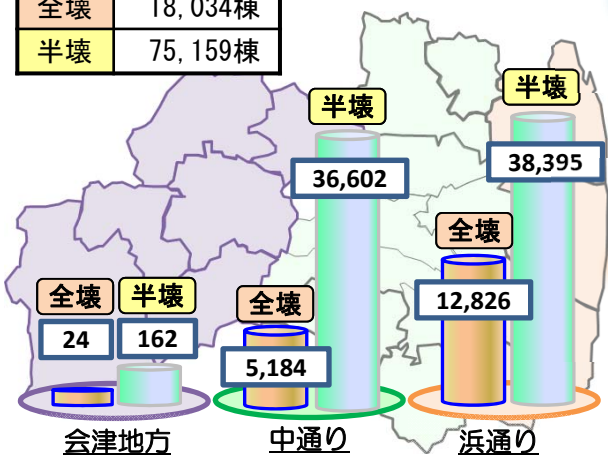 全壊 18,034棟
半壊 75,159棟
半壊
36,602
半壊
38,395
全壊
12,826
全壊
24
半壊
162
全壊
5,184
会津地方
中通り
浜通り